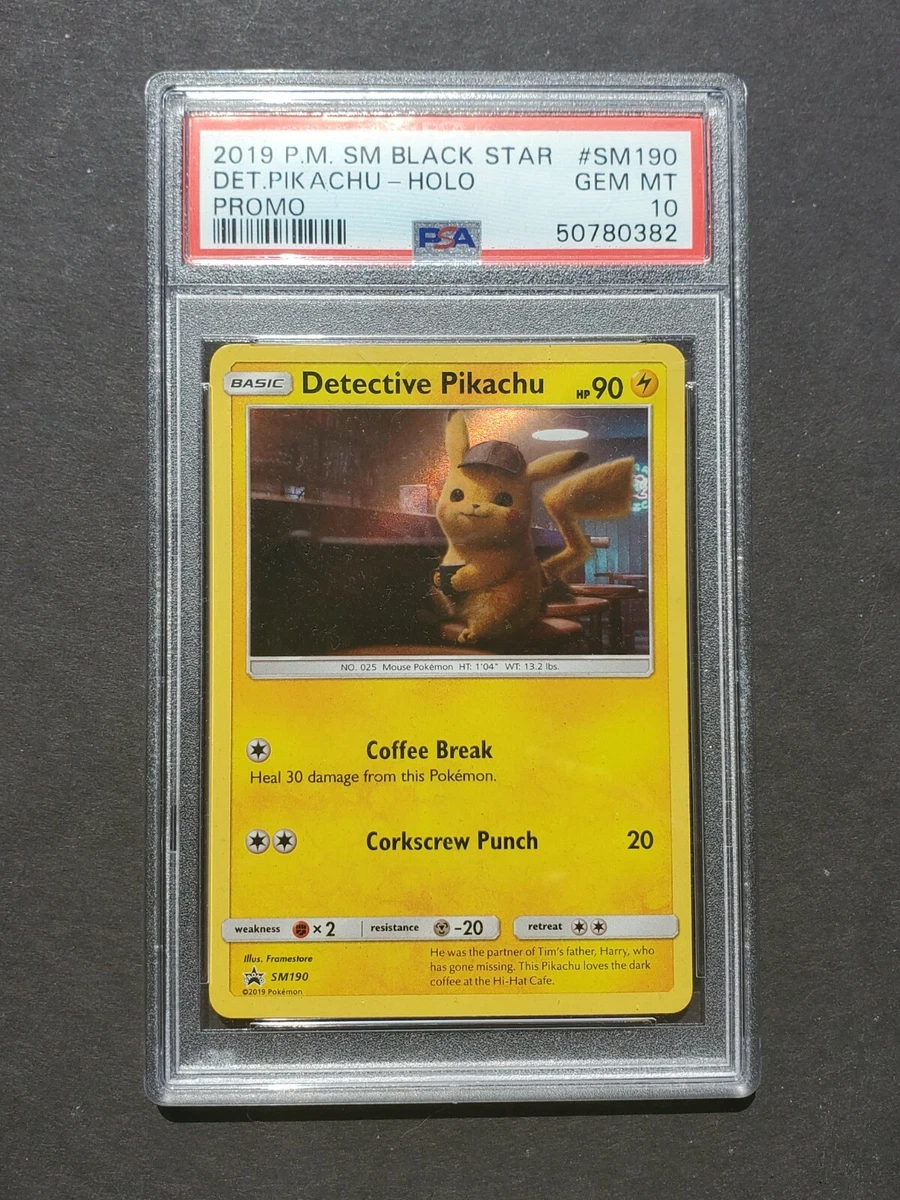 2019 P.M. SM BLACK STAR #SM190
DET.PIKACHU-HOLO GEM MT
PROMO 10
PSA 50780382
BASIC Detective Pikachu HP 90
NO. 025 Mouse Pokémon HT: 1'04" WT: 13.2 lbs.
Coffee Break
Heal 30 damage from this Pokémon.
Corkscrew Punch 20
weakness ×2 resistance -20 retreat
Illus. Framestore
SM190
©2019 Pokémon
He was the partner of Tim's father, Harry, who
has gone missing. This Pikachu loves the dark
coffee at the Hi-Hat Cafe.